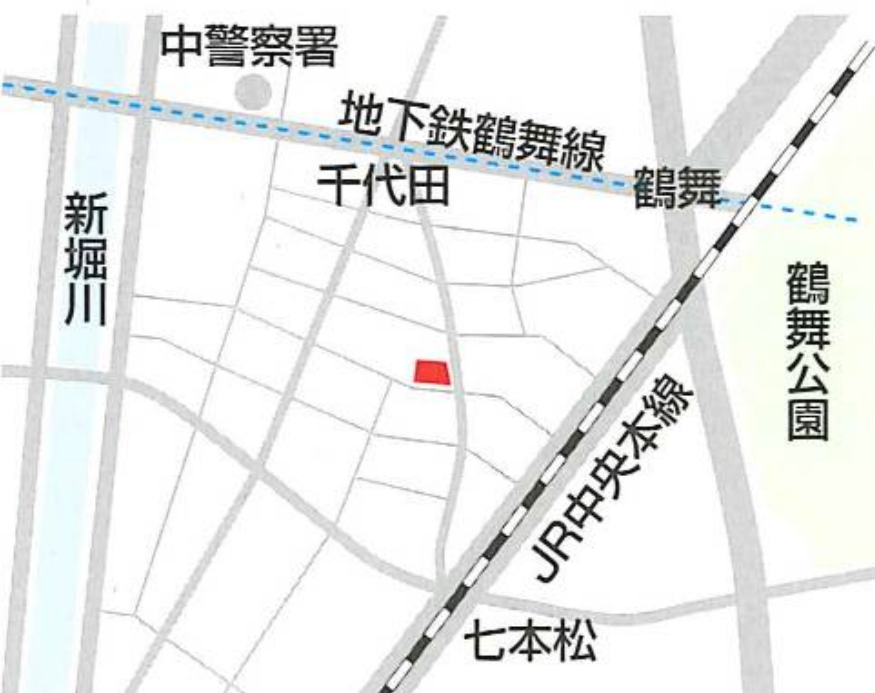 中警察署
地下鉄鶴舞線
千代田
鶴舞
新堀川
鶴舞公園
JR中央本線
七本松